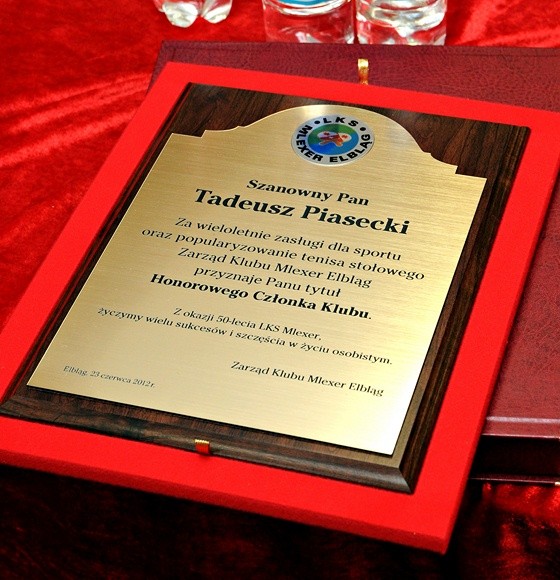 LKS
MLEXER ELBLĄG
Szanowny Pan
Tadeusz Piasecki
Za wieloletnie zasługi dla sportu
oraz popularyzowanie tenisa stołowego
Zarząd Klubu Mlexer Elbląg
przyznaje Panu tytuł
Honorowego Członka Klubu.
Z okazji 50-lecia LKS Mlexer,
życzymy wielu sukcesów i szczęścia w życiu osobistym.
Zarząd Klubu Mlexer Elbląg
Elbląg, 23 czerwca 2012 r.